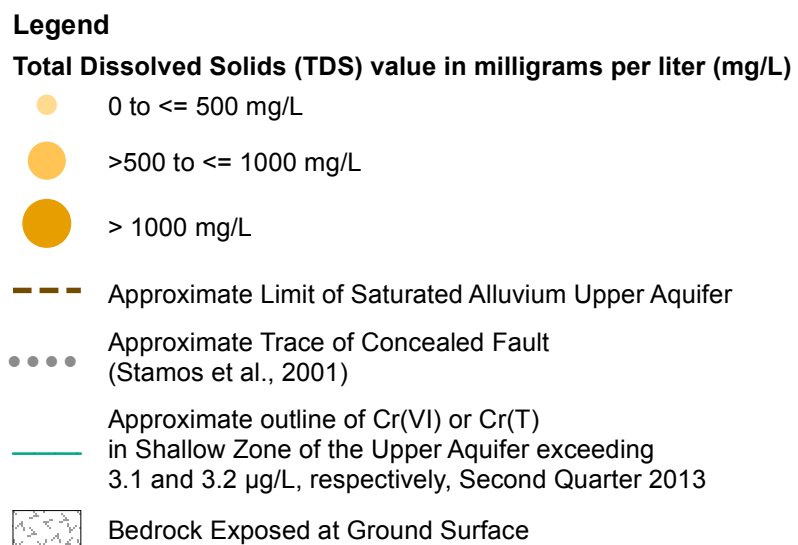 Legend
Total Dissolved Solids (TDS) value in milligrams per liter (mg/L)
0 to <= 500 mg/L
>500 to <= 1000 mg/L
> 1000 mg/L
Approximate Limit of Saturated Alluvium Upper Aquifer
Approximate Trace of Concealed Fault
(Stamos et al., 2001)
Approximate outline of Cr(VI) or Cr(T)
in Shallow Zone of the Upper Aquifer exceeding
3.1 and 3.2 µg/L, respectively, Second Quarter 2013
Bedrock Exposed at Ground Surface